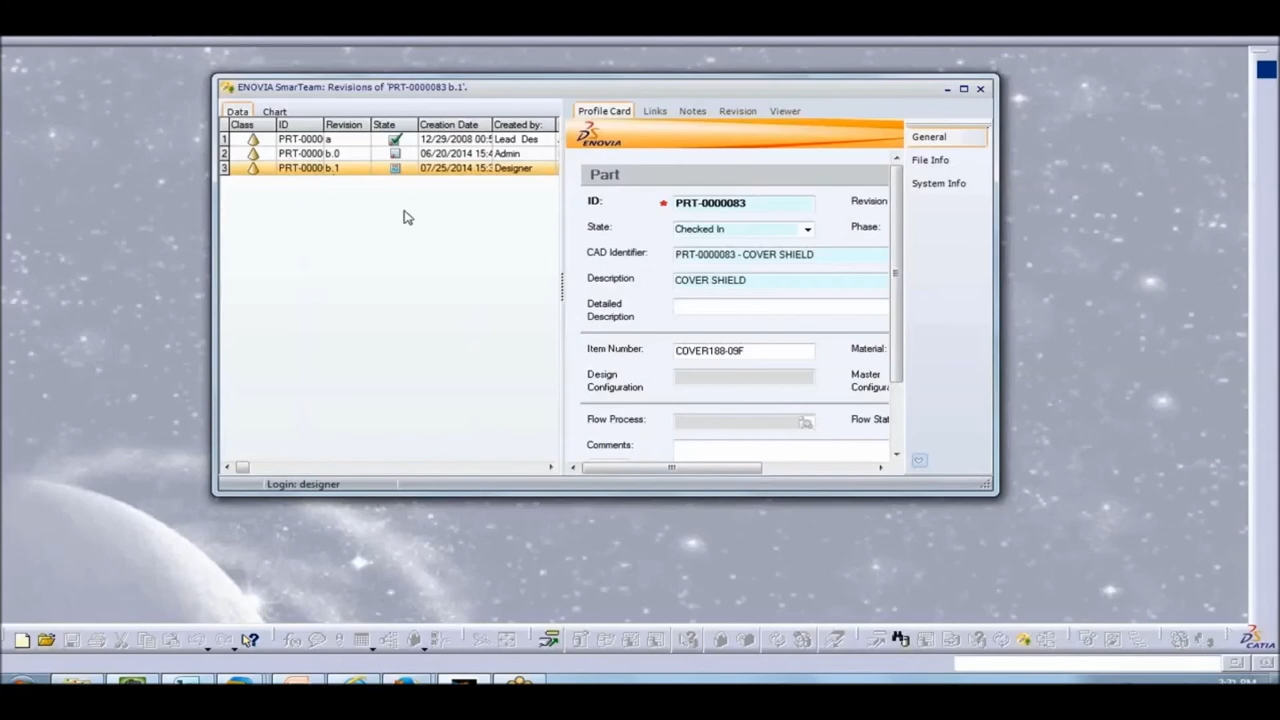 ENOVIA SmarTeam: Revisions of 'PRT-0000083 b.1'.
Data Chart
Class ID Revision State Creation Date Created by:
1 PRT-0000 a 12/29/2008 00: Lead Des
2 PRT-0000 b.0 06/20/2014 15:4 Admin
3 PRT-0000 b.1 07/25/2014 15: Designer
Profile Card Links Notes Revision Viewer
DS ENOVIA
General
File Info
System Info
Part
ID: * PRT-0000083 Revision
State: Checked In Phase:
CAD Identifier: PRT-0000083 - COVER SHIELD
Description COVER SHIELD
Detailed
Description
Item Number: COVER188-09F Material:
Design
Configuration
Master
Configura
Flow Process: Flow Stat
Comments:
Login: designer
DS
CATIA